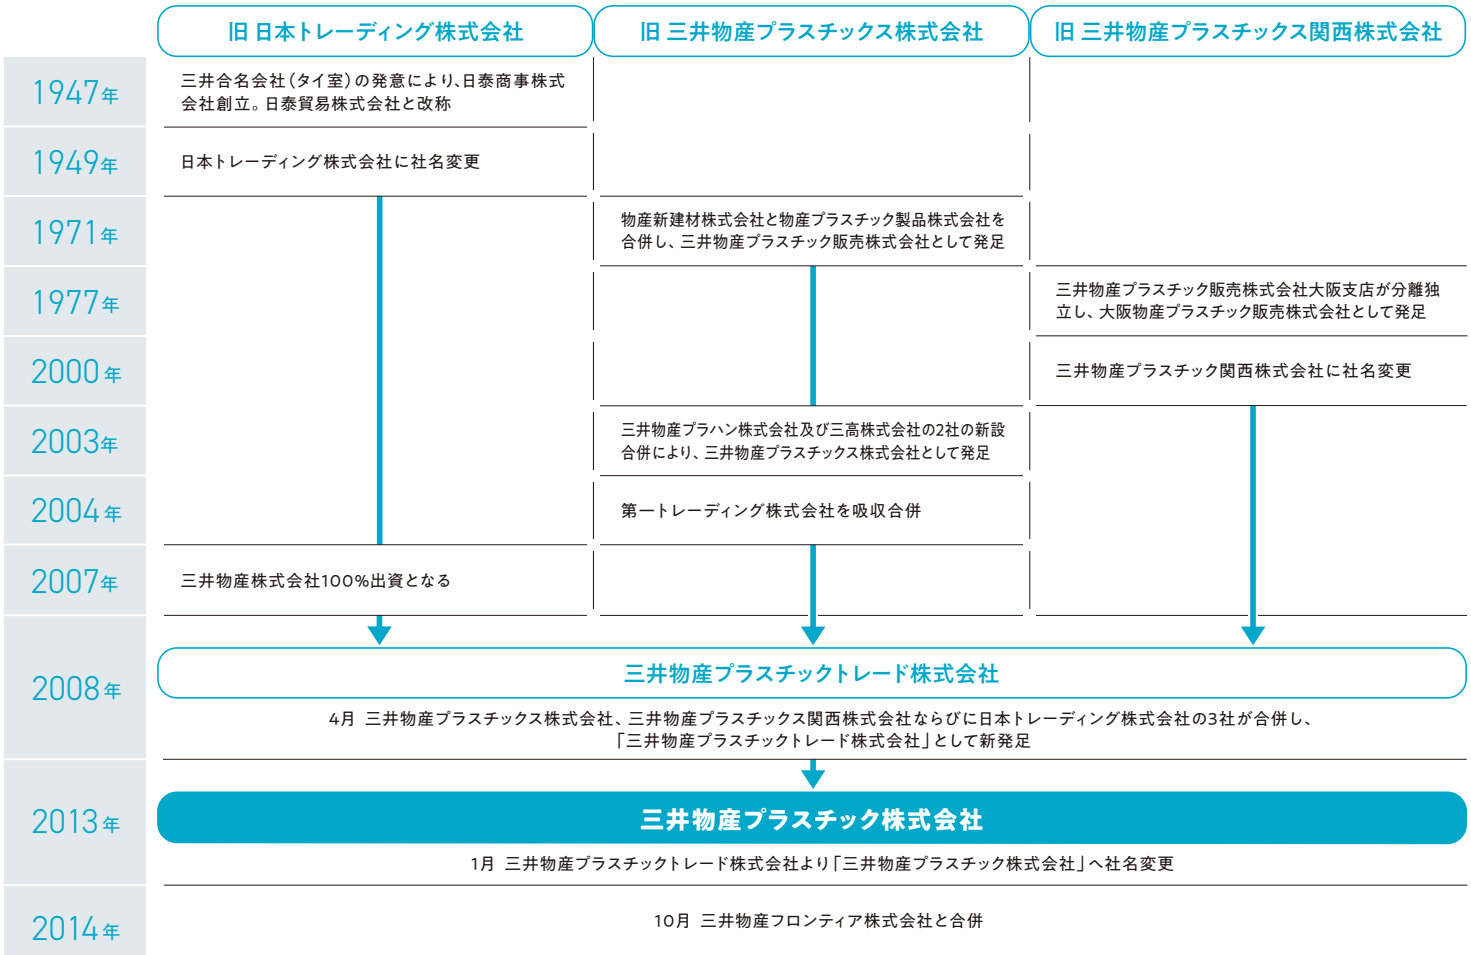 旧 日本トレーディング株式会社
旧 三井物産プラスチックス株式会社
旧 三井物産プラスチックス関西株式会社
1947年
三井合名会社（タイ室）の発意により、日泰商事株式
会社創立。日泰貿易株式会社と改称
1949年
日本トレーディング株式会社に社名変更
1971年
物産新建材株式会社と物産プラスチック製品株式会社を
合併し、三井物産プラスチック販売株式会社として発足
1977年
三井物産プラスチック販売株式会社大阪支店が分離独
立し、大阪物産プラスチック販売株式会社として発足
2000年
三井物産プラスチック関西株式会社に社名変更
2003年
三井物産プラハン株式会社及び三高株式会社の2社の新設
合併により、三井物産プラスチックス株式会社として発足
2004年
第一トレーディング株式会社を吸収合併
2007年
三井物産株式会社100%出資となる
2008年
三井物産プラスチックトレード株式会社
4月 三井物産プラスチックス株式会社、三井物産プラスチックス関西株式会社ならびに日本トレーディング株式会社の3社が合併し、
「三井物産プラスチックトレード株式会社」として新発足
2013年
三井物産プラスチック株式会社
1月 三井物産プラスチックトレード株式会社より「三井物産プラスチック株式会社」へ社名変更
2014年
10月 三井物産フロンティア株式会社と合併